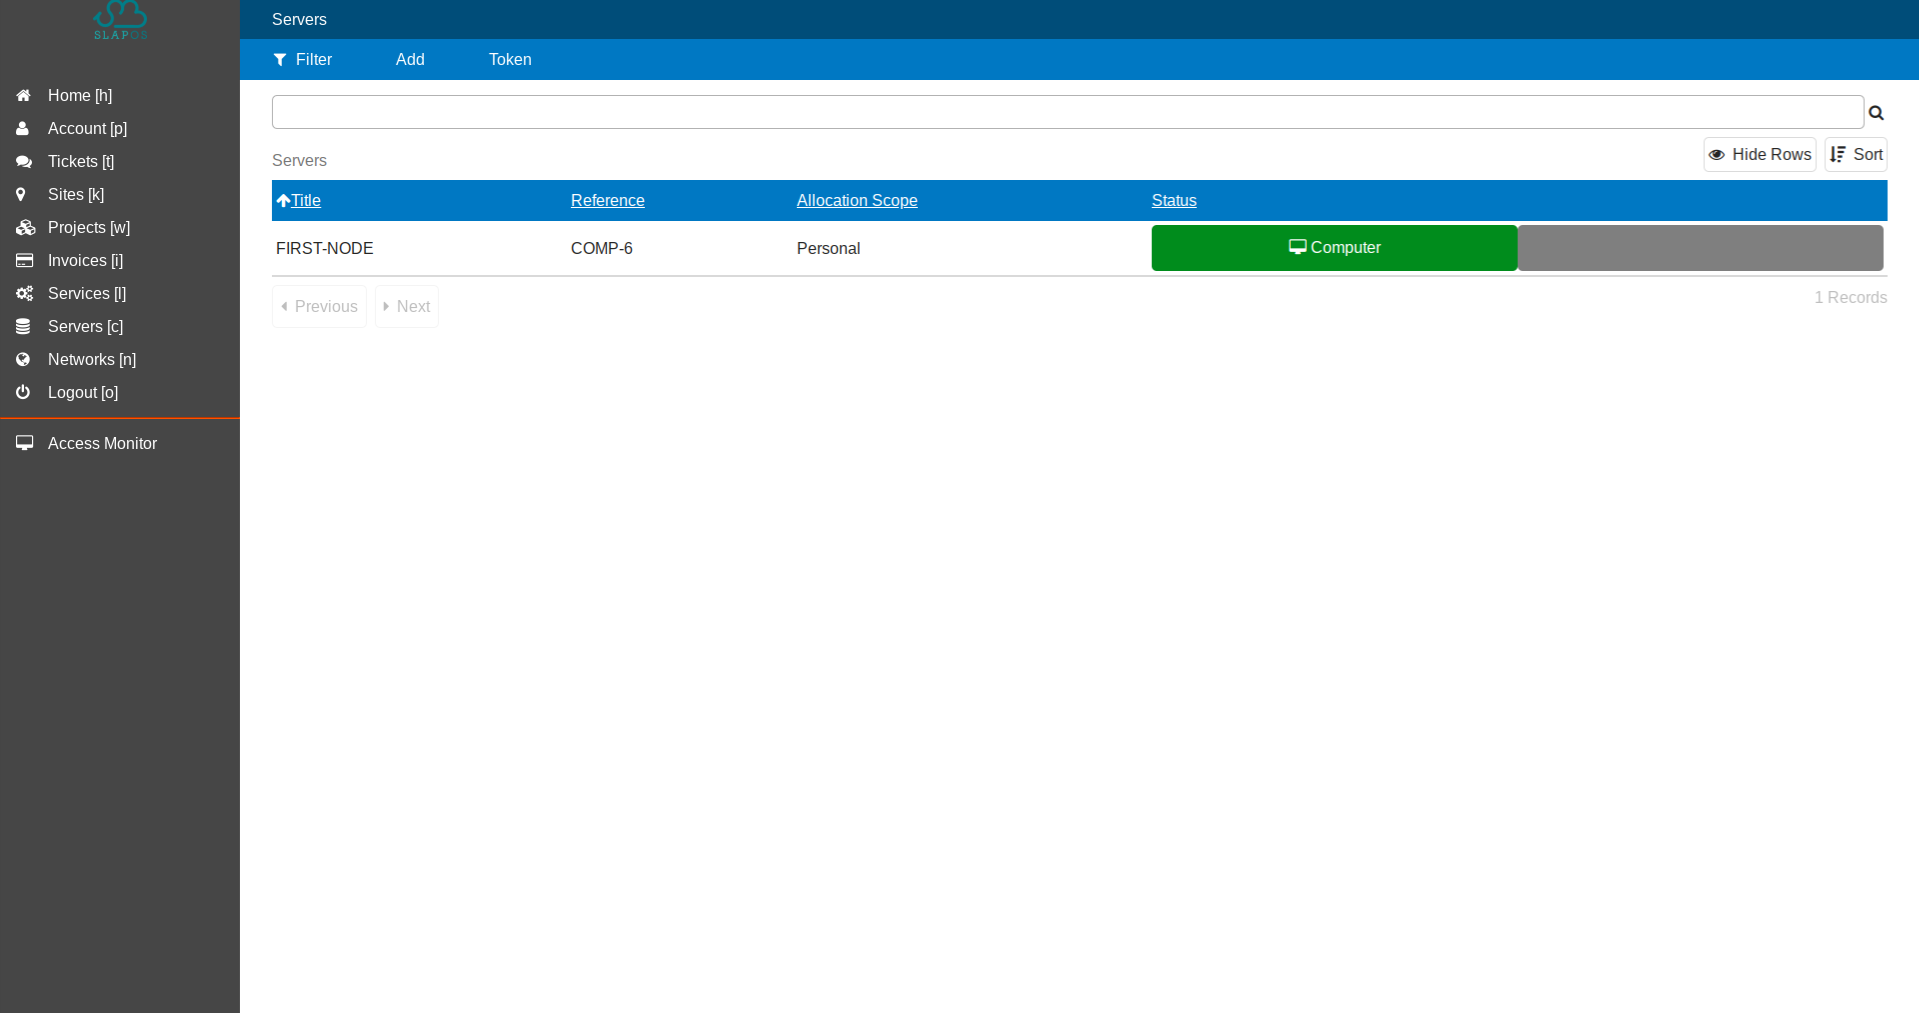 SLAPOS
Home [h]
Account [p]
Tickets [t]
Sites [k]
Projects [w]
Invoices [i]
Services [l]
Servers [c]
Networks [n]
Logout [o]
Access Monitor
Servers
Filter Add Token
Servers
Hide Rows Sort
Title Reference Allocation Scope Status
FIRST-NODE COMP-6 Personal Computer
Previous Next 1 Records